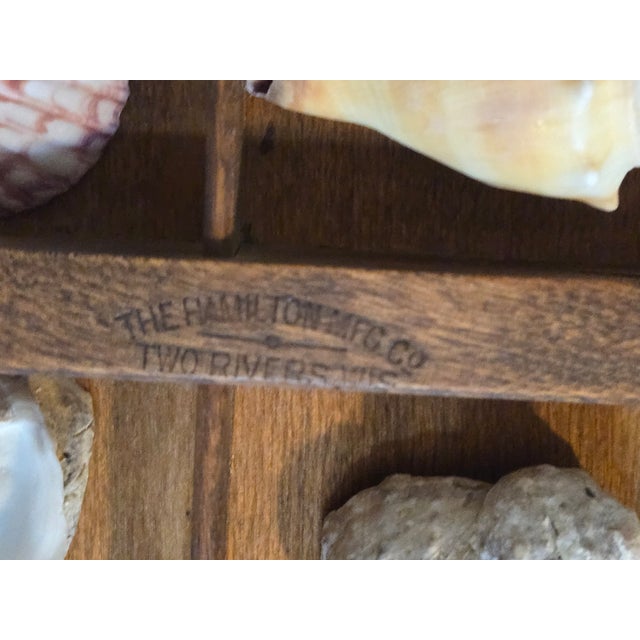 THE HAMILTON MFG. CO
TWO RIVERS, WIS